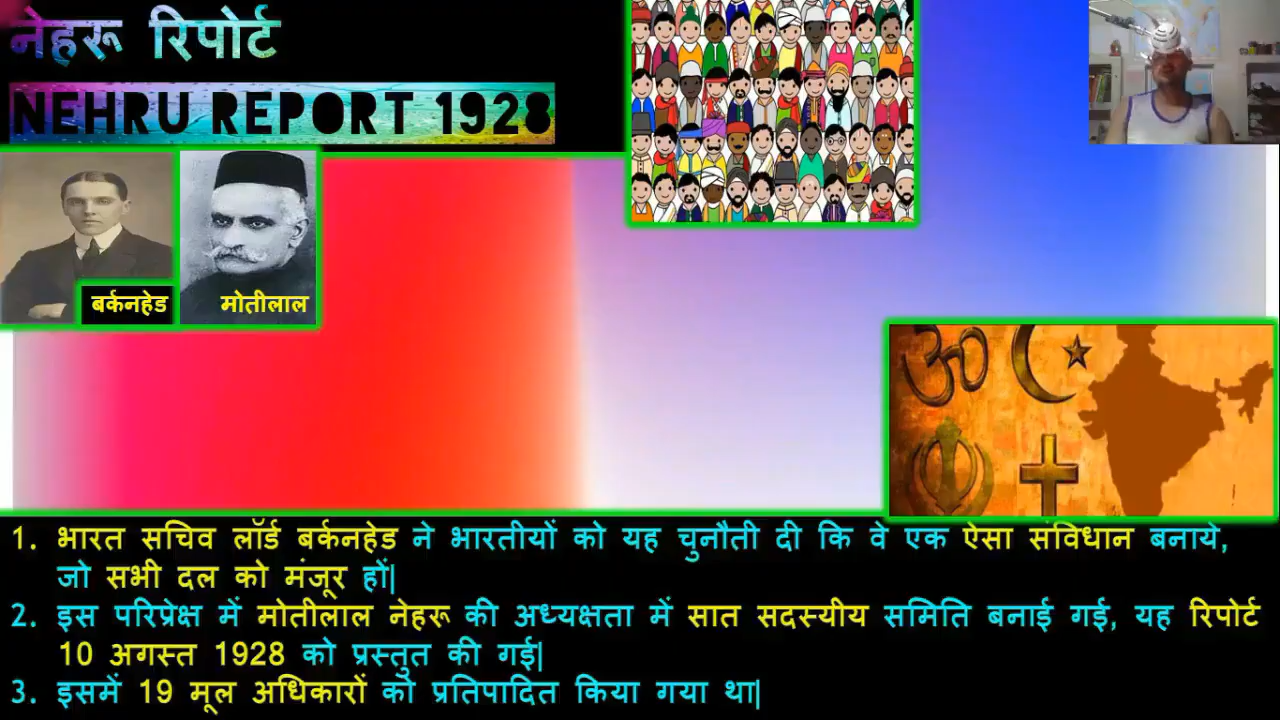 नेहरू रिपोर्ट
NEHRU REPORT 1928
बर्कनहेड
मोतीलाल
1. भारत सचिव लॉर्ड बर्कनहेड ने भारतीयों को यह चुनौती दी कि वे एक ऐसा संविधान बनाये,
जो सभी दल को मंजूर हों|
2. इस परिप्रेक्ष में मोतीलाल नेहरू की अध्यक्षता में सात सदस्यीय समिति बनाई गई, यह रिपोर्ट
10 अगस्त 1928 को प्रस्तुत की गई|
3. इसमें 19 मूल अधिकारों को प्रतिपादित किया गया था|